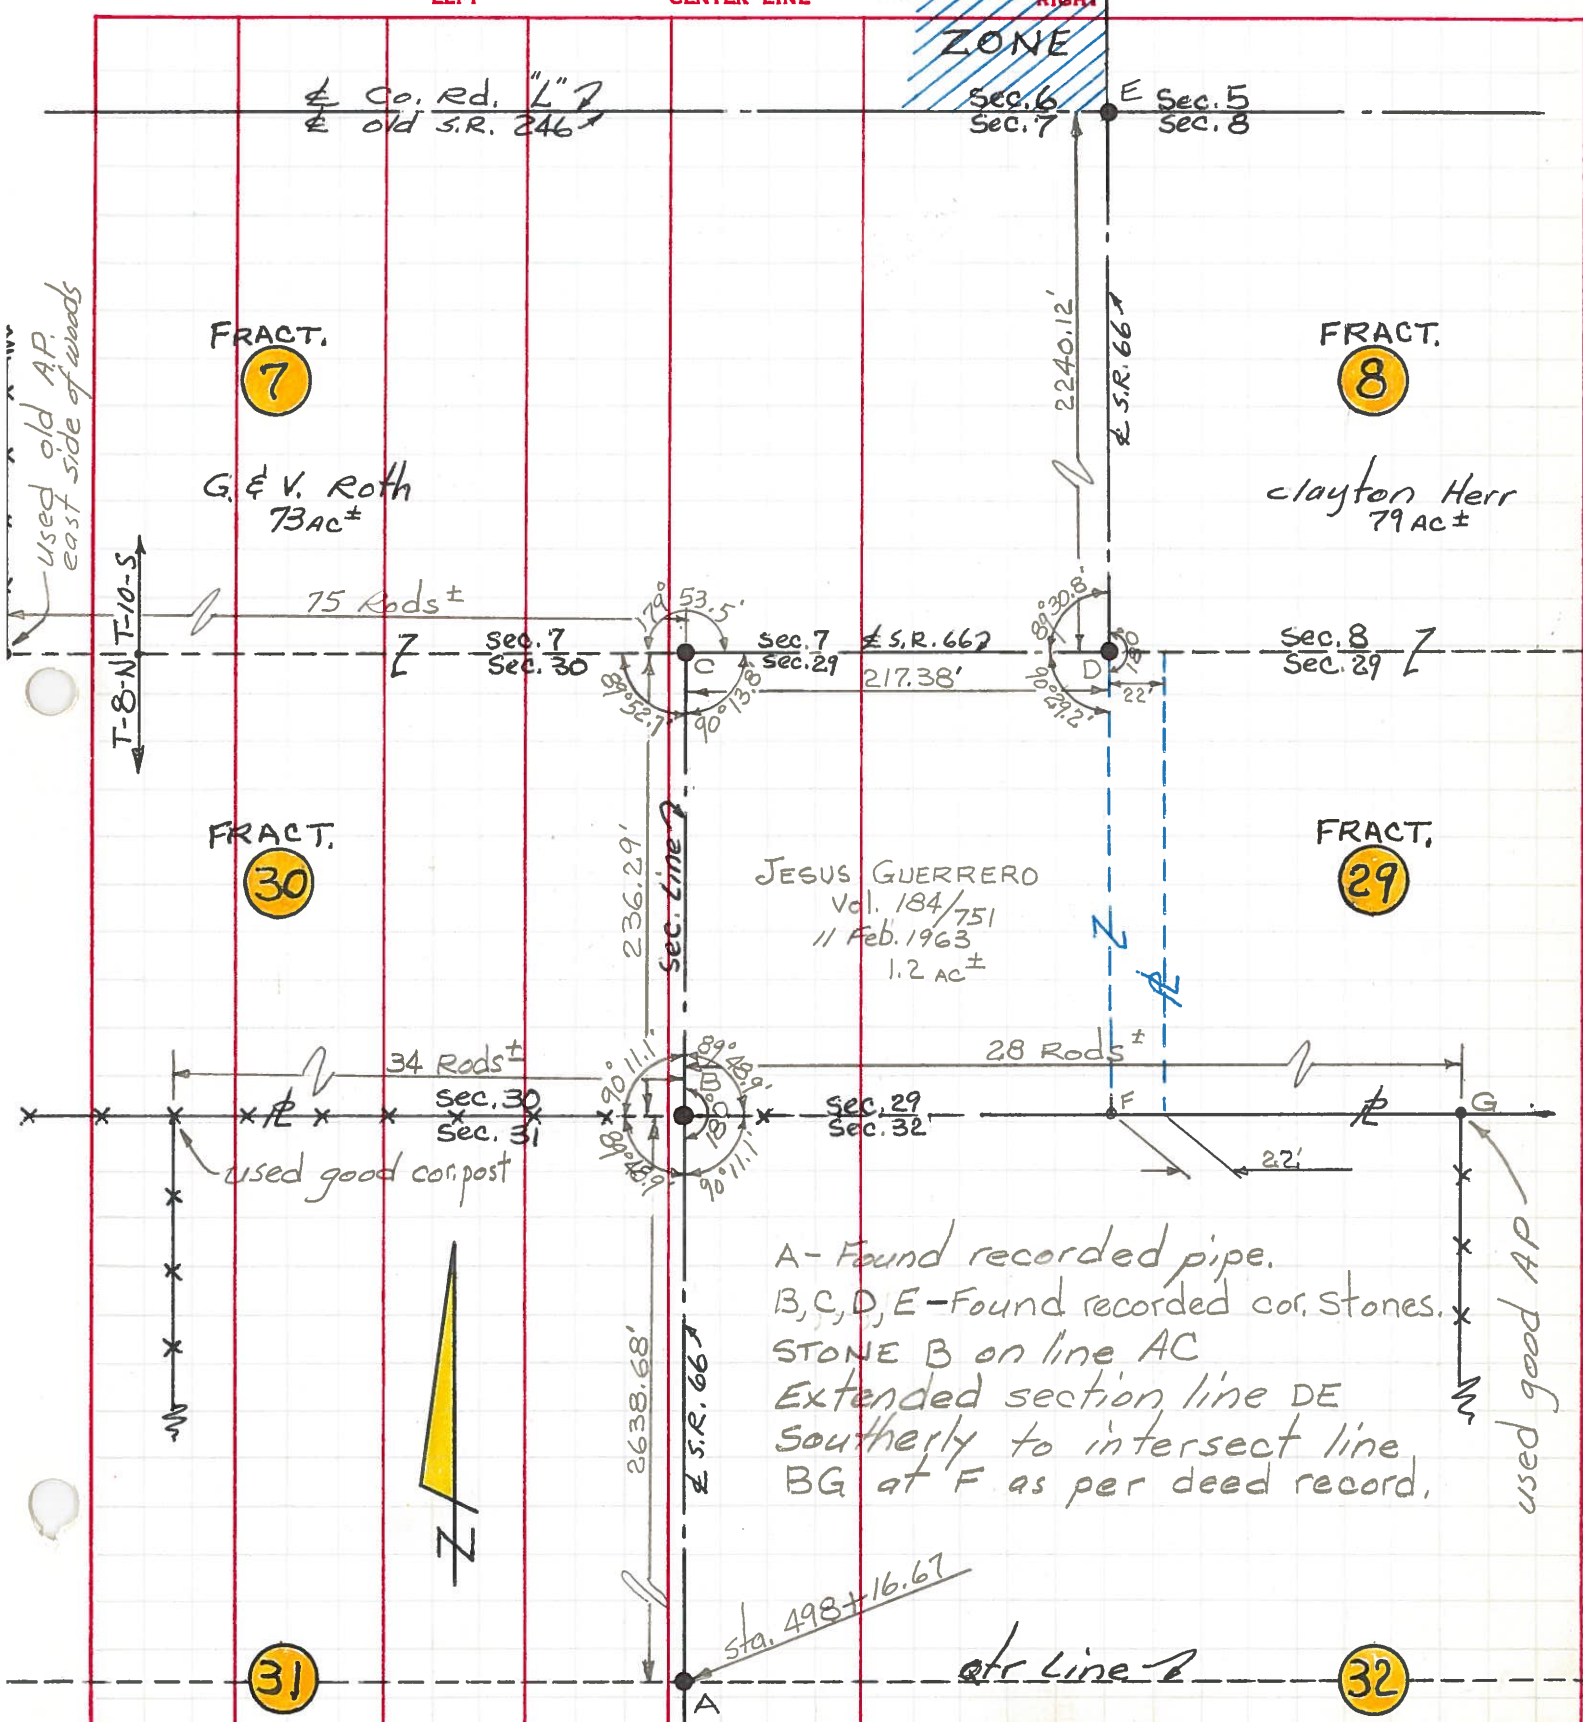 LEFT
CENTER LINE
RIGHT
ZONE
℄ Co. Rd. "L"
℄ old S.R. 246
Sec. 6
Sec. 7
E
Sec. 5
Sec. 8
used old A.P.
east side of woods
FRACT.
7
2240.12'
℄ S.R. 66
FRACT.
8
G. & V. Roth
73 AC ±
Clayton Herr
79 AC ±
T-8-N T-10-S
75 Rods ±
179° 53.5'
89° 30.8'
Sec. 7
Sec. 30
C
Sec. 7
Sec. 29
℄ S.R. 66
D
180°
Sec. 8
Sec. 29
89° 52.7'
90° 13.8'
217.38'
90° 29.2'
22'
FRACT.
30
236.29'
Sec. Line
JESUS GUERRERO
Vol. 184/751
11 Feb. 1963
1.2 AC ±
FRACT.
29
℄
34 Rods ±
90° 11.1'
89° 48.9'
B
28 Rods ±
Sec. 30
Sec. 31
180°
Sec. 29
Sec. 32
F
G
89° 48.9'
90° 11.1'
used good cor. post
22'
used good AP
A - Found recorded pipe.
B, C, D, E - Found recorded cor. Stones.
STONE B on line AC
Extended section line DE
Southerly to intersect line
BG at F as per deed record.
2638.68'
℄ S.R. 66
N
sta. 498+16.67
31
A
qtr Line
32